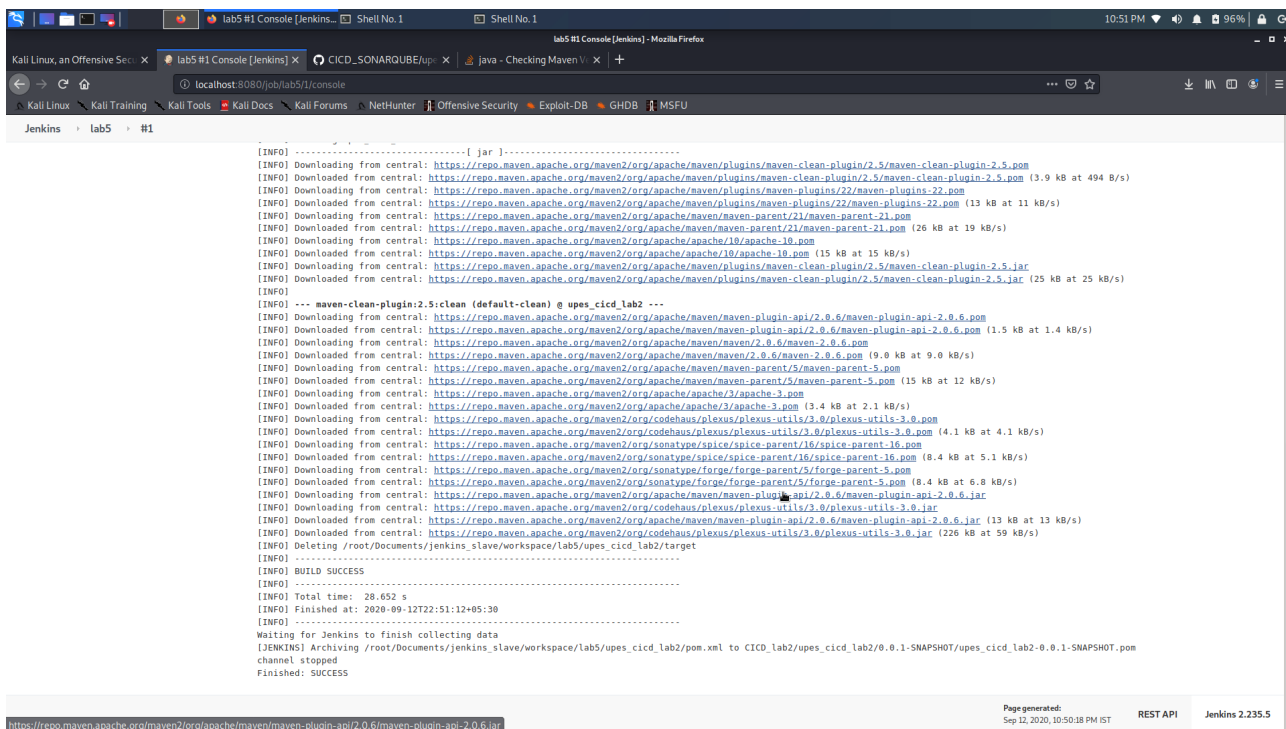 lab5 #1 Console [Jenkins... Shell No. 1 Shell No. 1 10:51 PM 96%
lab5 #1 Console [Jenkins] - Mozilla Firefox
Kali Linux, an Offensive Secu lab5 #1 Console [Jenkins] CICD_SONARQUBE/upe java - Checking Maven V
localhost:8080/job/lab5/1/console
Kali Linux Kali Training Kali Tools Kali Docs Kali Forums NetHunter Offensive Security Exploit-DB GHDB MSFU
Jenkins lab5 #1
[INFO] --------------------------------[ jar ]---------------------------------
[INFO] Downloading from central: https://repo.maven.apache.org/maven2/org/apache/maven/plugins/maven-clean-plugin/2.5/maven-clean-plugin-2.5.pom
[INFO] Downloaded from central: https://repo.maven.apache.org/maven2/org/apache/maven/plugins/maven-clean-plugin/2.5/maven-clean-plugin-2.5.pom (3.9 kB at 494 B/s)
[INFO] Downloading from central: https://repo.maven.apache.org/maven2/org/apache/maven/plugins/maven-plugins/22/maven-plugins-22.pom
[INFO] Downloaded from central: https://repo.maven.apache.org/maven2/org/apache/maven/plugins/maven-plugins/22/maven-plugins-22.pom (13 kB at 11 kB/s)
[INFO] Downloading from central: https://repo.maven.apache.org/maven2/org/apache/maven/maven-parent/21/maven-parent-21.pom
[INFO] Downloaded from central: https://repo.maven.apache.org/maven2/org/apache/maven/maven-parent/21/maven-parent-21.pom (26 kB at 19 kB/s)
[INFO] Downloading from central: https://repo.maven.apache.org/maven2/org/apache/apache/10/apache-10.pom
[INFO] Downloaded from central: https://repo.maven.apache.org/maven2/org/apache/apache/10/apache-10.pom (15 kB at 15 kB/s)
[INFO] Downloading from central: https://repo.maven.apache.org/maven2/org/apache/maven/plugins/maven-clean-plugin/2.5/maven-clean-plugin-2.5.jar
[INFO] Downloaded from central: https://repo.maven.apache.org/maven2/org/apache/maven/plugins/maven-clean-plugin/2.5/maven-clean-plugin-2.5.jar (25 kB at 25 kB/s)
[INFO]
[INFO] --- maven-clean-plugin:2.5:clean (default-clean) @ upes_cicd_lab2 ---
[INFO] Downloading from central: https://repo.maven.apache.org/maven2/org/apache/maven/maven-plugin-api/2.0.6/maven-plugin-api-2.0.6.pom
[INFO] Downloaded from central: https://repo.maven.apache.org/maven2/org/apache/maven/maven-plugin-api/2.0.6/maven-plugin-api-2.0.6.pom (1.5 kB at 1.4 kB/s)
[INFO] Downloading from central: https://repo.maven.apache.org/maven2/org/apache/maven/maven/2.0.6/maven-2.0.6.pom
[INFO] Downloaded from central: https://repo.maven.apache.org/maven2/org/apache/maven/maven/2.0.6/maven-2.0.6.pom (9.0 kB at 9.0 kB/s)
[INFO] Downloading from central: https://repo.maven.apache.org/maven2/org/apache/maven/maven-parent/5/maven-parent-5.pom
[INFO] Downloaded from central: https://repo.maven.apache.org/maven2/org/apache/maven/maven-parent/5/maven-parent-5.pom (15 kB at 12 kB/s)
[INFO] Downloading from central: https://repo.maven.apache.org/maven2/org/apache/apache/3/apache-3.pom
[INFO] Downloaded from central: https://repo.maven.apache.org/maven2/org/apache/apache/3/apache-3.pom (3.4 kB at 2.1 kB/s)
[INFO] Downloading from central: https://repo.maven.apache.org/maven2/org/codehaus/plexus/plexus-utils/3.0/plexus-utils-3.0.pom
[INFO] Downloaded from central: https://repo.maven.apache.org/maven2/org/codehaus/plexus/plexus-utils/3.0/plexus-utils-3.0.pom (4.1 kB at 4.1 kB/s)
[INFO] Downloading from central: https://repo.maven.apache.org/maven2/org/sonatype/spice/spice-parent/16/spice-parent-16.pom
[INFO] Downloaded from central: https://repo.maven.apache.org/maven2/org/sonatype/spice/spice-parent/16/spice-parent-16.pom (8.4 kB at 5.1 kB/s)
[INFO] Downloading from central: https://repo.maven.apache.org/maven2/org/sonatype/forge/forge-parent/5/forge-parent-5.pom
[INFO] Downloaded from central: https://repo.maven.apache.org/maven2/org/sonatype/forge/forge-parent/5/forge-parent-5.pom (8.4 kB at 6.8 kB/s)
[INFO] Downloading from central: https://repo.maven.apache.org/maven2/org/apache/maven/maven-plugin-api/2.0.6/maven-plugin-api-2.0.6.jar
[INFO] Downloading from central: https://repo.maven.apache.org/maven2/org/codehaus/plexus/plexus-utils/3.0/plexus-utils-3.0.jar
[INFO] Downloaded from central: https://repo.maven.apache.org/maven2/org/apache/maven/maven-plugin-api/2.0.6/maven-plugin-api-2.0.6.jar (13 kB at 13 kB/s)
[INFO] Downloaded from central: https://repo.maven.apache.org/maven2/org/codehaus/plexus/plexus-utils/3.0/plexus-utils-3.0.jar (226 kB at 59 kB/s)
[INFO] Deleting /root/Documents/jenkins_slave/workspace/lab5/upes_cicd_lab2/target
[INFO] ------------------------------------------------------------------------
[INFO] BUILD SUCCESS
[INFO] ------------------------------------------------------------------------
[INFO] Total time:  28.652 s
[INFO] Finished at: 2020-09-12T22:51:12+05:30
[INFO] ------------------------------------------------------------------------
Waiting for Jenkins to finish collecting data
[JENKINS] Archiving /root/Documents/jenkins_slave/workspace/lab5/upes_cicd_lab2/pom.xml to CICD_lab2/upes_cicd_lab2/0.0.1-SNAPSHOT/upes_cicd_lab2-0.0.1-SNAPSHOT.pom
channel stopped
Finished: SUCCESS
Page generated:
Sep 12, 2020, 10:50:18 PM IST REST API Jenkins 2.235.5
https://repo.maven.apache.org/maven2/org/apache/maven/maven-plugin-api/2.0.6/maven-plugin-api-2.0.6.jar